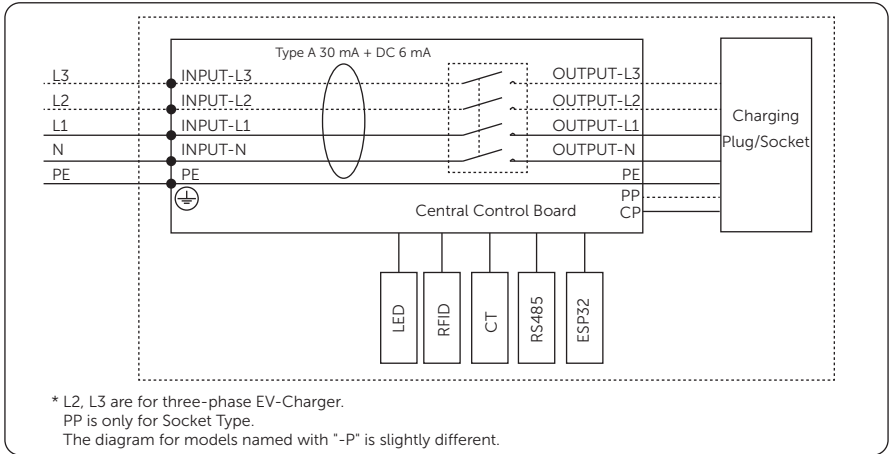 Type A 30 mA + DC 6 mA
L3 INPUT-L3 OUTPUT-L3
L2 INPUT-L2 OUTPUT-L2
L1 INPUT-L1 OUTPUT-L1
N INPUT-N OUTPUT-N
PE PE PE
Charging
Plug/Socket
PP
Central Control Board CP
LED
RFID
CT
RS485
ESP32
* L2, L3 are for three-phase EV-Charger.
PP is only for Socket Type.
The diagram for models named with "-P" is slightly different.